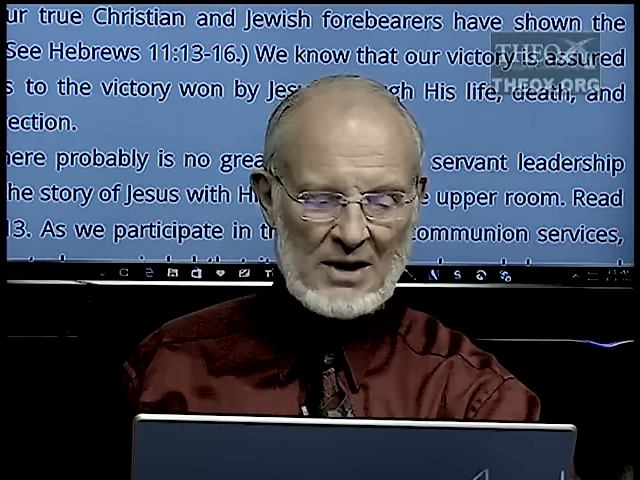 ur true Christian and Jewish forebearers have shown the
See Hebrews 11:13-16.) We know that our victory is assured
s to the victory won by Jes gh His life, death, and
ection.
here probably is no grea servant leadership
he story of Jesus with H upper room. Read
13. As we participate in t communion services,
THEOX
THEOX.ORG